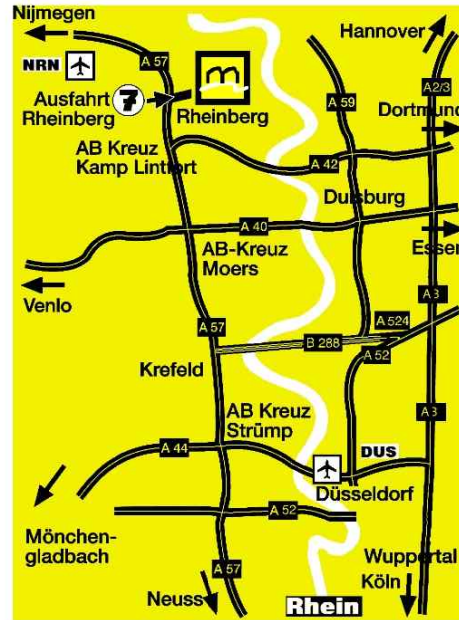 Nijmegen
Hannover
NRN
A 57
A2/3
7
Ausfahrt
Rheinberg
Rheinberg
A 59
Dortmund
AB Kreuz
Kamp Lintfort
A 42
Duisburg
A 40
AB-Kreuz
Moers
Essen
Venlo
A3
A 57
A 524
B 288
A 52
Krefeld
AB Kreuz
Strümp
A3
A 44
DUS
Düsseldorf
A 52
Mönchen-
gladbach
Wuppertal
A 57
Köln
Neuss
Rhein